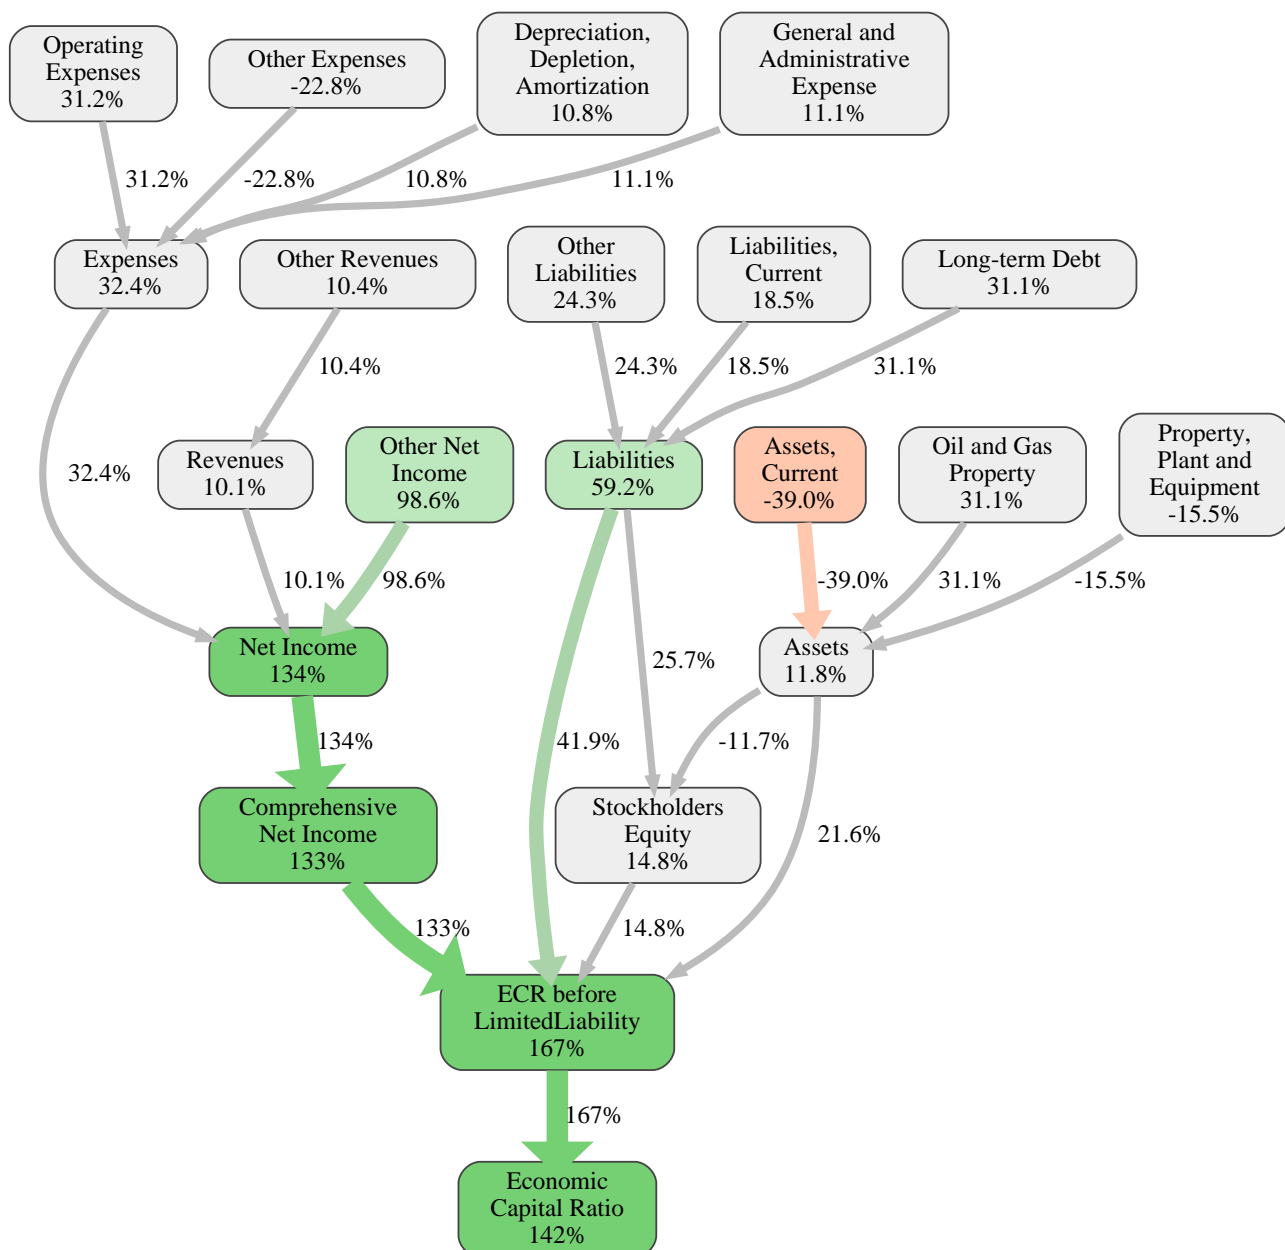 Operating
Expenses
31.2%
Other Expenses
-22.8%
Depreciation,
Depletion,
Amortization
10.8%
General and
Administrative
Expense
11.1%
31.2%
-22.8%
10.8%
11.1%
Expenses
32.4%
Other Revenues
10.4%
Other
Liabilities
24.3%
Liabilities,
Current
18.5%
Long-term Debt
31.1%
10.4%
24.3%
18.5%
31.1%
32.4%
Revenues
10.1%
Other Net
Income
98.6%
Liabilities
59.2%
Assets,
Current
-39.0%
Oil and Gas
Property
31.1%
Property,
Plant and
Equipment
-15.5%
10.1%
98.6%
-39.0%
31.1%
-15.5%
Net Income
134%
25.7%
Assets
11.8%
134%
41.9%
-11.7%
21.6%
Comprehensive
Net Income
133%
Stockholders
Equity
14.8%
133%
14.8%
ECR before
LimitedLiability
167%
167%
Economic
Capital Ratio
142%